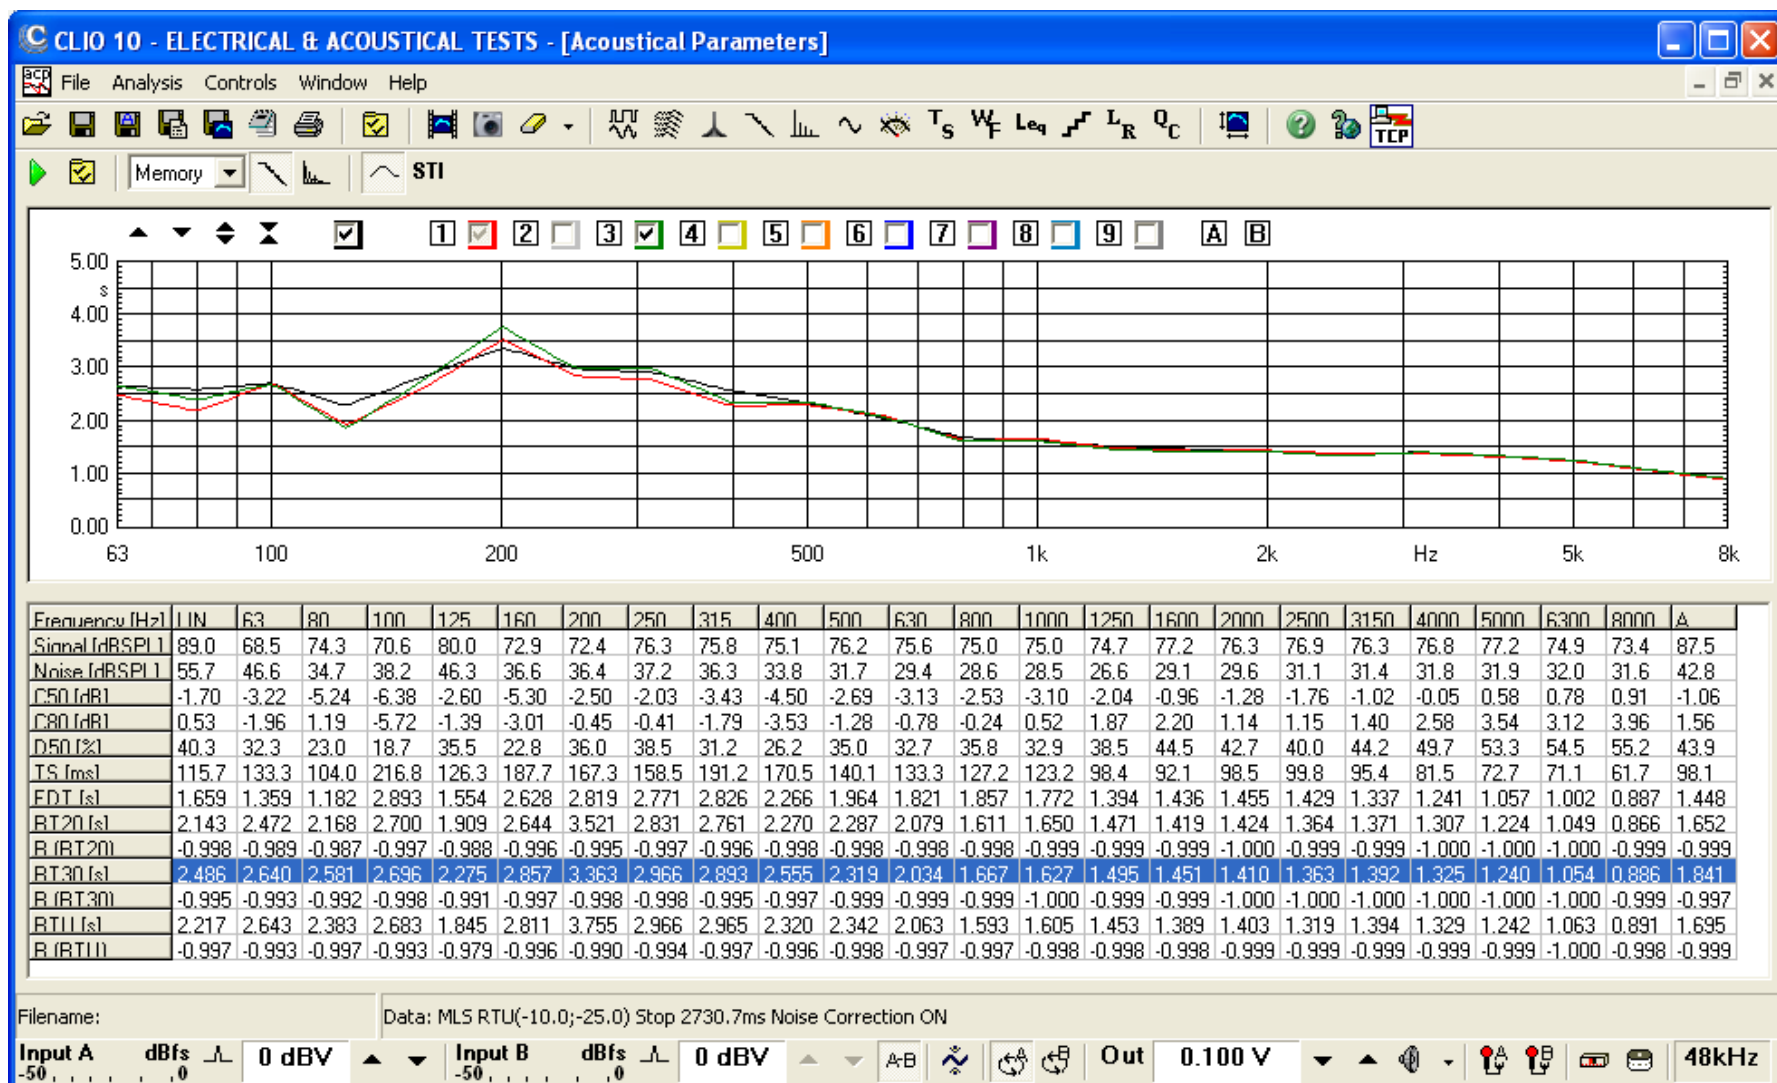 CLIO 10 - ELECTRICAL & ACOUSTICAL TESTS - [Acoustical Parameters]
File Analysis Controls Window Help
TS WF Leq LR QC TCP
Memory STI
1 2 3 4 5 6 7 8 9 A B
5.00
s
4.00
3.00
2.00
1.00
0.00
63 100 200 500 1k 2k Hz 5k 8k
Frequency [Hz] LIN 63 80 100 125 160 200 250 315 400 500 630 800 1000 1250 1600 2000 2500 3150 4000 5000 6300 8000 A
Signal [dBSPL] 89.0 68.5 74.3 70.6 80.0 72.9 72.4 76.3 75.8 75.1 76.2 75.6 75.0 75.0 74.7 77.2 76.3 76.9 76.3 76.8 77.2 74.9 73.4 87.5
Noise [dBSPL] 55.7 46.6 34.7 38.2 46.3 36.6 36.4 37.2 36.3 33.8 31.7 29.4 28.6 28.5 26.6 29.1 29.6 31.1 31.4 31.8 31.9 32.0 31.6 42.8
C50 [dB] -1.70 -3.22 -5.24 -6.38 -2.60 -5.30 -2.50 -2.03 -3.43 -4.50 -2.69 -3.13 -2.53 -3.10 -2.04 -0.96 -1.28 -1.76 -1.02 -0.05 0.58 0.78 0.91 -1.06
C80 [dB] 0.53 -1.96 1.19 -5.72 -1.39 -3.01 -0.45 -0.41 -1.79 -3.53 -1.28 -0.78 -0.24 0.52 1.87 2.20 1.14 1.15 1.40 2.58 3.54 3.12 3.96 1.56
D50 [%] 40.3 32.3 23.0 18.7 35.5 22.8 36.0 38.5 31.2 26.2 35.0 32.7 35.8 32.9 38.5 44.5 42.7 40.0 44.2 49.7 53.3 54.5 55.2 43.9
TS [ms] 115.7 133.3 104.0 216.8 126.3 187.7 167.3 158.5 191.2 170.5 140.1 133.3 127.2 123.2 98.4 92.1 98.5 99.8 95.4 81.5 72.7 71.1 61.7 98.1
EDT [s] 1.659 1.359 1.182 2.893 1.554 2.628 2.819 2.771 2.826 2.266 1.964 1.821 1.857 1.772 1.394 1.436 1.455 1.429 1.337 1.241 1.057 1.002 0.887 1.448
RT20 [s] 2.143 2.472 2.168 2.700 1.909 2.644 3.521 2.831 2.761 2.270 2.287 2.079 1.611 1.650 1.471 1.419 1.424 1.364 1.371 1.307 1.224 1.049 0.866 1.652
R (RT20) -0.998 -0.989 -0.987 -0.997 -0.988 -0.996 -0.995 -0.997 -0.996 -0.998 -0.998 -0.998 -0.998 -0.999 -0.999 -0.999 -1.000 -0.999 -0.999 -1.000 -1.000 -1.000 -0.999 -0.999
RT30 [s] 2.486 2.640 2.581 2.696 2.275 2.857 3.363 2.966 2.893 2.555 2.319 2.034 1.667 1.627 1.495 1.451 1.410 1.363 1.392 1.325 1.240 1.054 0.886 1.841
R (RT30) -0.995 -0.993 -0.992 -0.998 -0.991 -0.997 -0.998 -0.998 -0.995 -0.997 -0.999 -0.999 -0.999 -1.000 -0.999 -0.999 -1.000 -1.000 -1.000 -1.000 -1.000 -1.000 -0.999 -0.997
RTU [s] 2.217 2.643 2.383 2.683 1.845 2.811 3.755 2.966 2.965 2.320 2.342 2.063 1.593 1.605 1.453 1.389 1.403 1.319 1.394 1.329 1.242 1.063 0.891 1.695
R (RTU) -0.997 -0.993 -0.997 -0.993 -0.979 -0.996 -0.990 -0.994 -0.997 -0.996 -0.998 -0.998 -0.997 -0.998 -0.998 -0.998 -0.999 -0.999 -0.999 -0.999 -0.999 -1.000 -0.998 -0.999
Filename: Data: MLS RTU(-10.0;-25.0) Stop 2730.7ms Noise Correction ON
Input A dBfs 0 dBV Input B dBfs 0 dBV A-B A B Out 0.100 V A B 48kHz
-50 0 -50 0